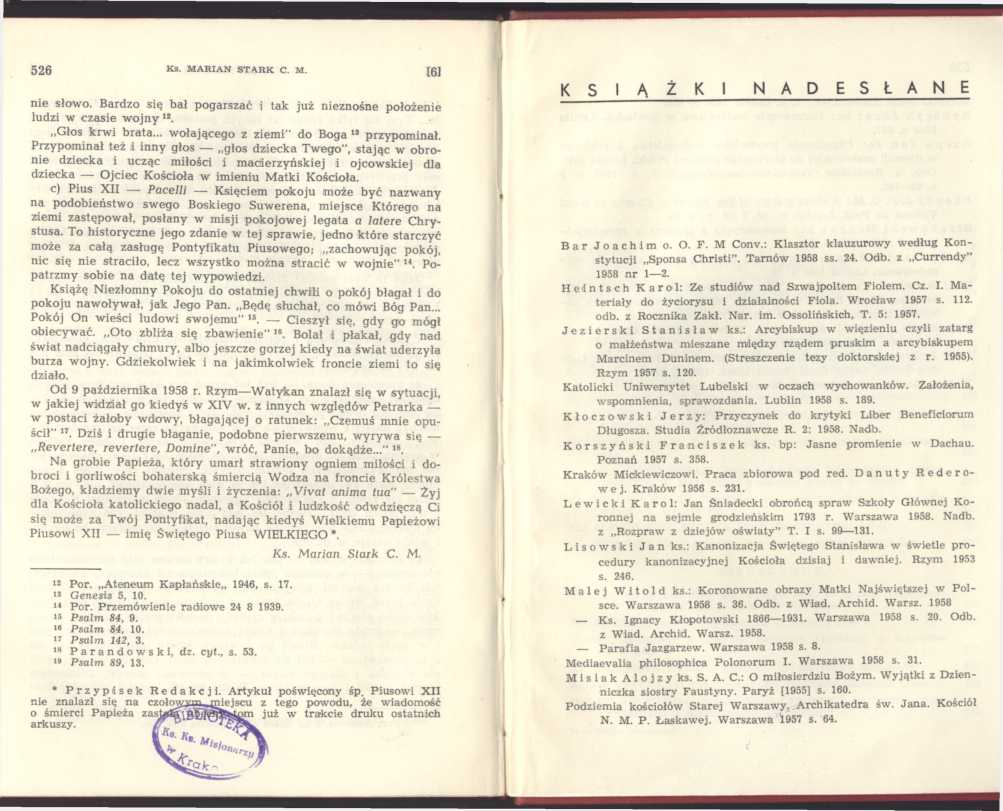 526 Ks. MARIAN STARK C. M. [6]
nie słowo. Bardzo się bał pogarszać i tak już nieznośne położenie
ludzi w czasie wojny ¹².
„Głos krwi brata... wołającego z ziemi" do Boga ¹³ przypominał.
Przypominał też i inny głos — „głos dziecka Twego", stając w obro-
nie dziecka i ucząc miłości i macierzyńskiej i ojcowskiej dla
dziecka — Ojciec Kościoła w imieniu Matki Kościoła.
c) Pius XII — Pacelli — Księciem pokoju może być nazwany
na podobieństwo swego Boskiego Suwerena, miejsce Którego na
ziemi zastępował, posłany w misji pokojowej legata a latere Chry-
stusa. To historyczne jego zdanie w tej sprawie, jedno które starczyć
może za całą zasługę Pontyfikatu Piusowego; „zachowując pokój,
nic się nie straciło, lecz wszystko można stracić w wojnie" ¹⁴. Po-
patrzmy sobie na datę tej wypowiedzi.
Książę Niezłomny Pokoju do ostatniej chwili o pokój błagał i do
pokoju nawoływał, jak Jego Pan. „Będę słuchał, co mówi Bóg Pan...
Pokój On wieści ludowi swojemu" ¹⁵. — Cieszył się, gdy go mógł
obiecywać. „Oto zbliża się zbawienie" ¹⁶. Bolał i płakał, gdy nad
świat nadciągały chmury, albo jeszcze gorzej kiedy na świat uderzyła
burza wojny. Gdziekolwiek i na jakimkolwiek froncie ziemi to się
działo.
Od 9 października 1958 r. Rzym—Watykan znalazł się w sytuacji,
w jakiej widział go kiedyś w XIV w. z innych względów Petrarka —
w postaci żałoby wdowy, błagającej o ratunek: „Czemuś mnie opu-
ścił" ¹⁷. Dziś i drugie błaganie, podobne pierwszemu, wyrywa się —
„Revertere, revertere, Domine", wróć, Panie, bo dokądże..." ¹⁸.
Na grobie Papieża, który umarł strawiony ogniem miłości i do-
broci i gorliwości bohaterską śmiercią Wodza na froncie Królestwa
Bożego, kładziemy dwie myśli i życzenia: „Vivat anima tua" — Żyj
dla Kościoła katolickiego nadal, a Kościół i ludzkość odwdzięczą Ci
się może za Twój Pontyfikat, nadając kiedyś Wielkiemu Papieżowi
Piusowi XII — imię Świętego Piusa WIELKIEGO *.
Ks. Marian Stark C. M.
¹² Por. „Ateneum Kapłańskie„ 1946, s. 17.
¹³ Genesis 5, 10.
¹⁴ Por. Przemówienie radiowe 24 8 1939.
¹⁵ Psalm 84, 9.
¹⁶ Psalm 84, 10.
¹⁷ Psalm 142, 3.
¹⁸ Parandowski, dz. cyt., s. 53.
¹⁹ Psalm 89, 13.
* Przypisek Redakcji. Artykuł poświęcony śp. Piusowi XII
nie znalazł się na czołowym miejscu z tego powodu, że wiadomość
o śmierci Papieża już w trakcie druku ostatnich
arkuszy.
BIBLIOTEKA
Ks. Ks. Misjonarzy
w Krako
KSIĄŻKI NADESŁANE
Bar Joachim o. O. F. M Conv.: Klasztor klauzurowy według Kon-
stytucji „Sponsa Christi". Tarnów 1958 ss. 24. Odb. z „Currendy"
1958 nr 1—2.
Heintsch Karol: Ze studiów nad Szwajpoltem Fiolem. Cz. I. Ma-
teriały do życiorysu i działalności Fiola. Wrocław 1957 s. 112.
odb. z Rocznika Zakł. Nar. im. Ossolińskich, T. 5: 1957.
Jezierski Stanisław ks.: Arcybiskup w więzieniu czyli zatarg
o małżeństwa mieszane między rządem pruskim a arcybiskupem
Marcinem Duninem. (Streszczenie tezy doktorskiej z r. 1955).
Rzym 1957 s. 120.
Katolicki Uniwersytet Lubelski w oczach wychowanków. Założenia,
wspomnienia, sprawozdania. Lublin 1958 s. 189.
Kłoczowski Jerzy: Przyczynek do krytyki Liber Beneficiorum
Długosza. Studia Źródłoznawcze R. 2: 1958. Nadb.
Korszyński Franciszek ks. bp: Jasne promienie w Dachau.
Poznań 1957 s. 358.
Kraków Mickiewiczowi. Praca zbiorowa pod red. Danuty Redero-
wej. Kraków 1956 s. 231.
Lewicki Karol: Jan Śniadecki obrońcą spraw Szkoły Głównej Ko-
ronnej na sejmie grodzieńskim 1793 r. Warszawa 1958. Nadb.
z „Rozpraw z dziejów oświaty" T. I s. 99—131.
Lisowski Jan ks.: Kanonizacja Świętego Stanisława w świetle pro-
cedury kanonizacyjnej Kościoła dzisiaj i dawniej. Rzym 1953
s. 246.
Malej Witold ks.: Koronowane obrazy Matki Najświętszej w Pol-
sce. Warszawa 1958 s. 36. Odb. z Wiad. Archid. Warsz. 1958
— Ks. Ignacy Kłopotowski 1866—1931. Warszawa 1958 s. 20. Odb.
z Wiad. Archid. Warsz. 1958.
— Parafia Jazgarzew. Warszawa 1958 s. 8.
Mediaevalia philosophica Polonorum I. Warszawa 1958 s. 31.
Misiak Alojzy ks. S. A. C.: O miłosierdziu Bożym. Wyjątki z Dzien-
niczka siostry Faustyny. Paryż [1955] s. 160.
Podziemia kościołów Starej Warszawy, Archikatedra św. Jana. Kościół
N. M. P. Łaskawej. Warszawa 1957 s. 64.